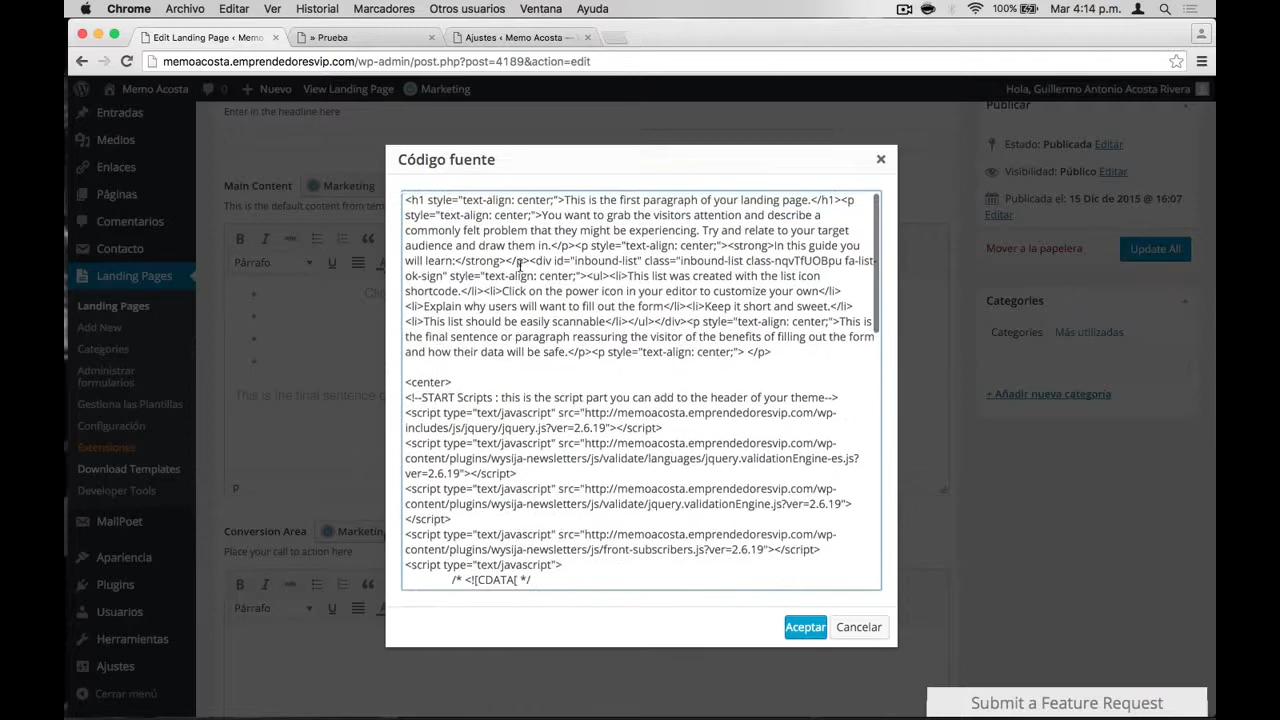 Chrome Archivo Editar Ver Historial Marcadores Otros usuarios Ventana Ayuda 100% Mar 4:14 p.m.
Edit Landing Page ‹ Memo × » Prueba × Ajustes ‹ Memo Acosta — ×
memoacosta.emprendedoresvip.com/wp-admin/post.php?post=4189&action=edit
Memo Acosta 0 Nuevo View Landing Page Marketing Hola, Guillermo Antonio Acosta Rivera
Entradas
Medios
Enlaces
Páginas
Comentarios
Contacto
Landing Pages
Landing Pages
Add New
Categories
Administrar
formularios
Gestiona las Plantillas
Configuración
Extensiones
Download Templates
Developer Tools
MailPoet
Apariencia
Plugins
Usuarios
Herramientas
Ajustes
Cerrar menú
Enter in the headline here
Main Content Marketing
This is the default content from tem
B I
Párrafo
This is the final sentence o
P
Conversion Area
Place your call to action here
B I ABC
Párrafo U
Código fuente ×
<h1 style="text-align: center;">This is the first paragraph of your landing page.</h1><p
style="text-align: center;">You want to grab the visitors attention and describe a
commonly felt problem that they might be experiencing. Try and relate to your target
audience and draw them in.</p><p style="text-align: center;"><strong>In this guide you
will learn:</strong></p><div id="inbound-list" class="inbound-list class-nqvTfUOBpu fa-list-
ok-sign" style="text-align: center;"><ul><li>This list was created with the list icon
shortcode.</li><li>Click on the power icon in your editor to customize your own</li>
<li>Explain why users will want to fill out the form</li><li>Keep it short and sweet.</li>
<li>This list should be easily scannable</li></ul></div><p style="text-align: center;">This is
the final sentence or paragraph reassuring the visitor of the benefits of filling out the form
and how their data will be safe.</p><p style="text-align: center;"> </p>
<center>
<!--START Scripts : this is the script part you can add to the header of your theme-->
<script type="text/javascript" src="http://memoacosta.emprendedoresvip.com/wp-
includes/js/jquery/jquery.js?ver=2.6.19"></script>
<script type="text/javascript" src="http://memoacosta.emprendedoresvip.com/wp-
content/plugins/wysija-newsletters/js/validate/languages/jquery.validationEngine-es.js?
ver=2.6.19"></script>
<script type="text/javascript" src="http://memoacosta.emprendedoresvip.com/wp-
content/plugins/wysija-newsletters/js/validate/jquery.validationEngine.js?ver=2.6.19">
</script>
<script type="text/javascript" src="http://memoacosta.emprendedoresvip.com/wp-
content/plugins/wysija-newsletters/js/front-subscribers.js?ver=2.6.19"></script>
<script type="text/javascript">
/* <![CDATA[ */
Aceptar Cancelar
Publicar
Estado: Publicada Editar
Visibilidad: Público Editar
Publicada el: 15 Dic de 2015 @ 16:07
Editar
Mover a la papelera Update All
Categories
Categories Más utilizadas
+ Añadir nueva categoría
Submit a Feature Request